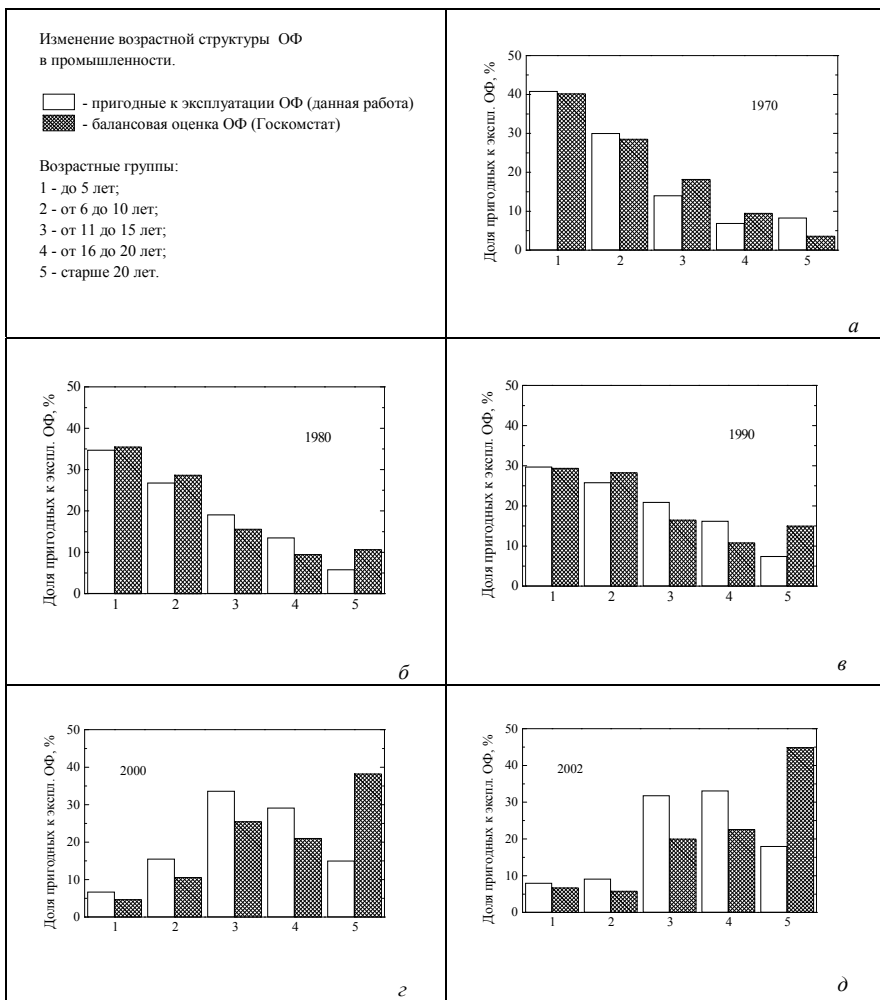 Изменение возрастной структуры ОФ
в промышленности.
- пригодные к эксплуатации ОФ (данная работа)
- балансовая оценка ОФ (Госкомстат)
Возрастные группы:
1 - до 5 лет;
2 - от 6 до 10 лет;
3 - от 11 до 15 лет;
4 - от 16 до 20 лет;
5 - старше 20 лет.
Доля пригодных к экспл. ОФ, %
50
40
30
20
10
0
1970
1 2 3 4 5
а
Доля пригодных к экспл. ОФ, %
50
40
30
20
10
0
1980
1 2 3 4 5
б
Доля пригодных к экспл. ОФ, %
50
40
30
20
10
0
1990
1 2 3 4 5
в
Доля пригодных к экспл. ОФ, %
50
40
30
20
10
0
2000
1 2 3 4 5
г
Доля пригодных к экспл. ОФ, %
50
40
30
20
10
0
2002
1 2 3 4 5
д